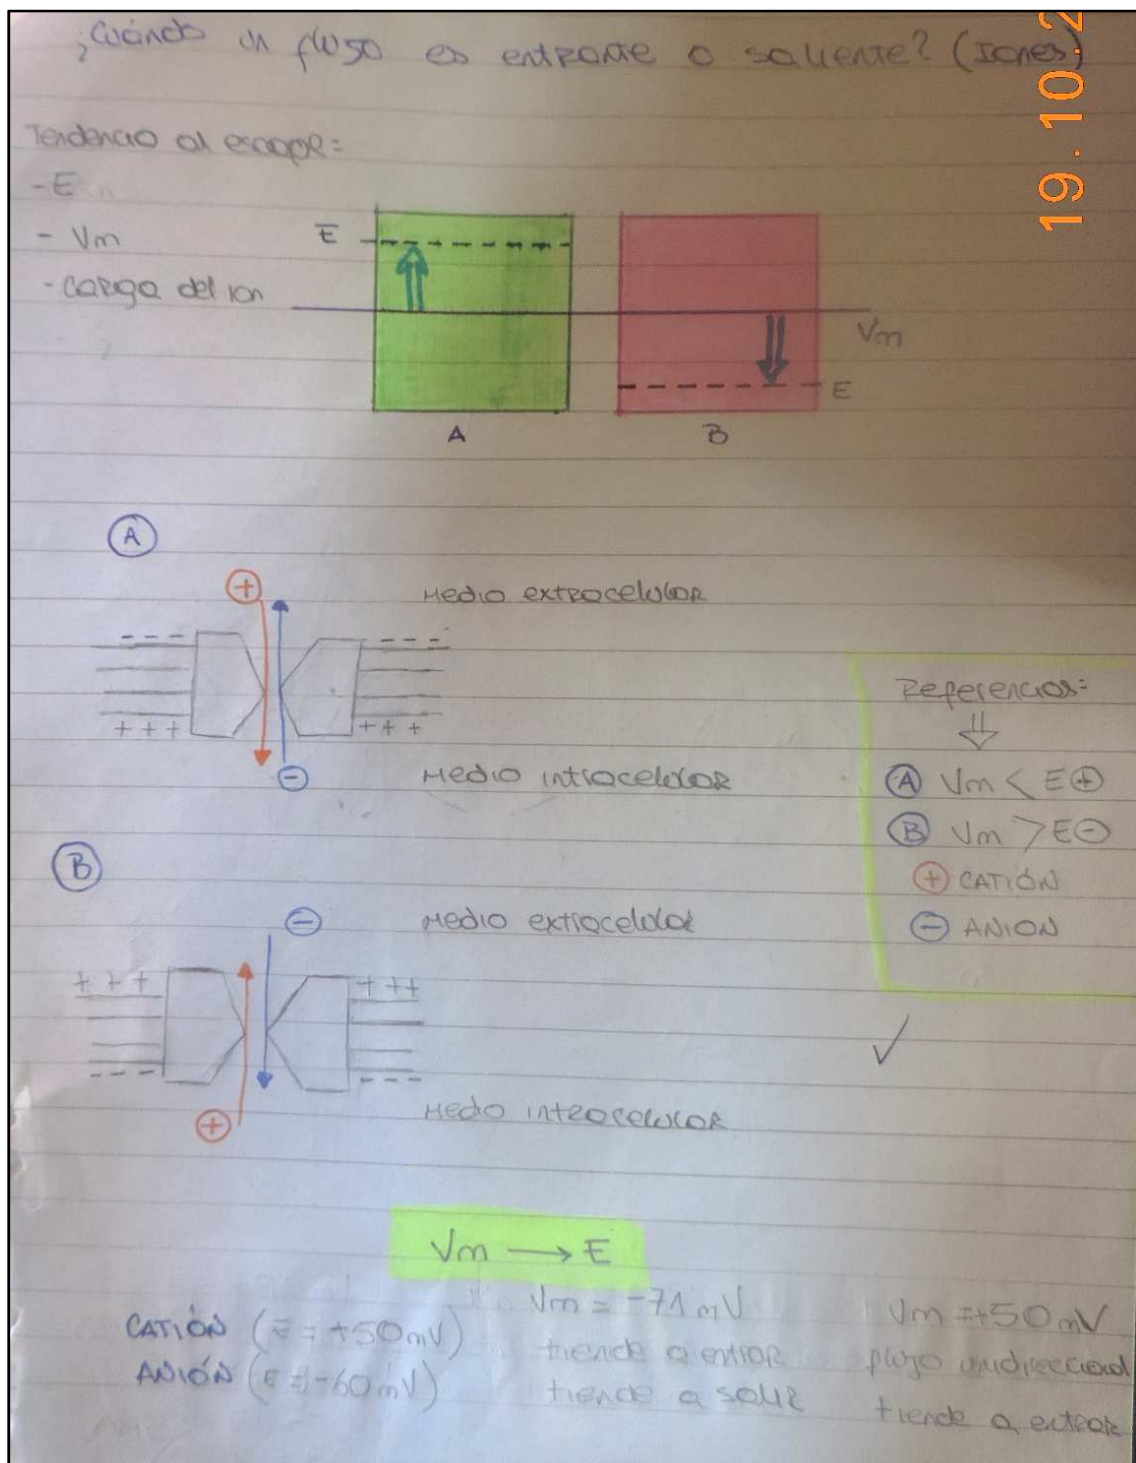 ¿Cuándo un flujo es entrante o saliente? (Iones)
19.10.2
Tendencia al escape:
- E
- Vm
- Carga del ion
E
Vm
E
A
B
A
+
Medio extracelular
- - -
- - -
+ + +
+ + +
-
Medio intracelular
Referencias:
A Vm < E +
B Vm > E -
+ CATIÓN
- ANION
B
-
Medio extracelular
+ + +
+ + +
- - -
- - -
+
Medio intracelular
Vm → E
Vm = -71 mV
Vm = +50 mV
CATIÓN (E = +50mV) tiende a entrar flujo unidireccional
ANIÓN (E = -60mV) tiende a salir tiende a entrar